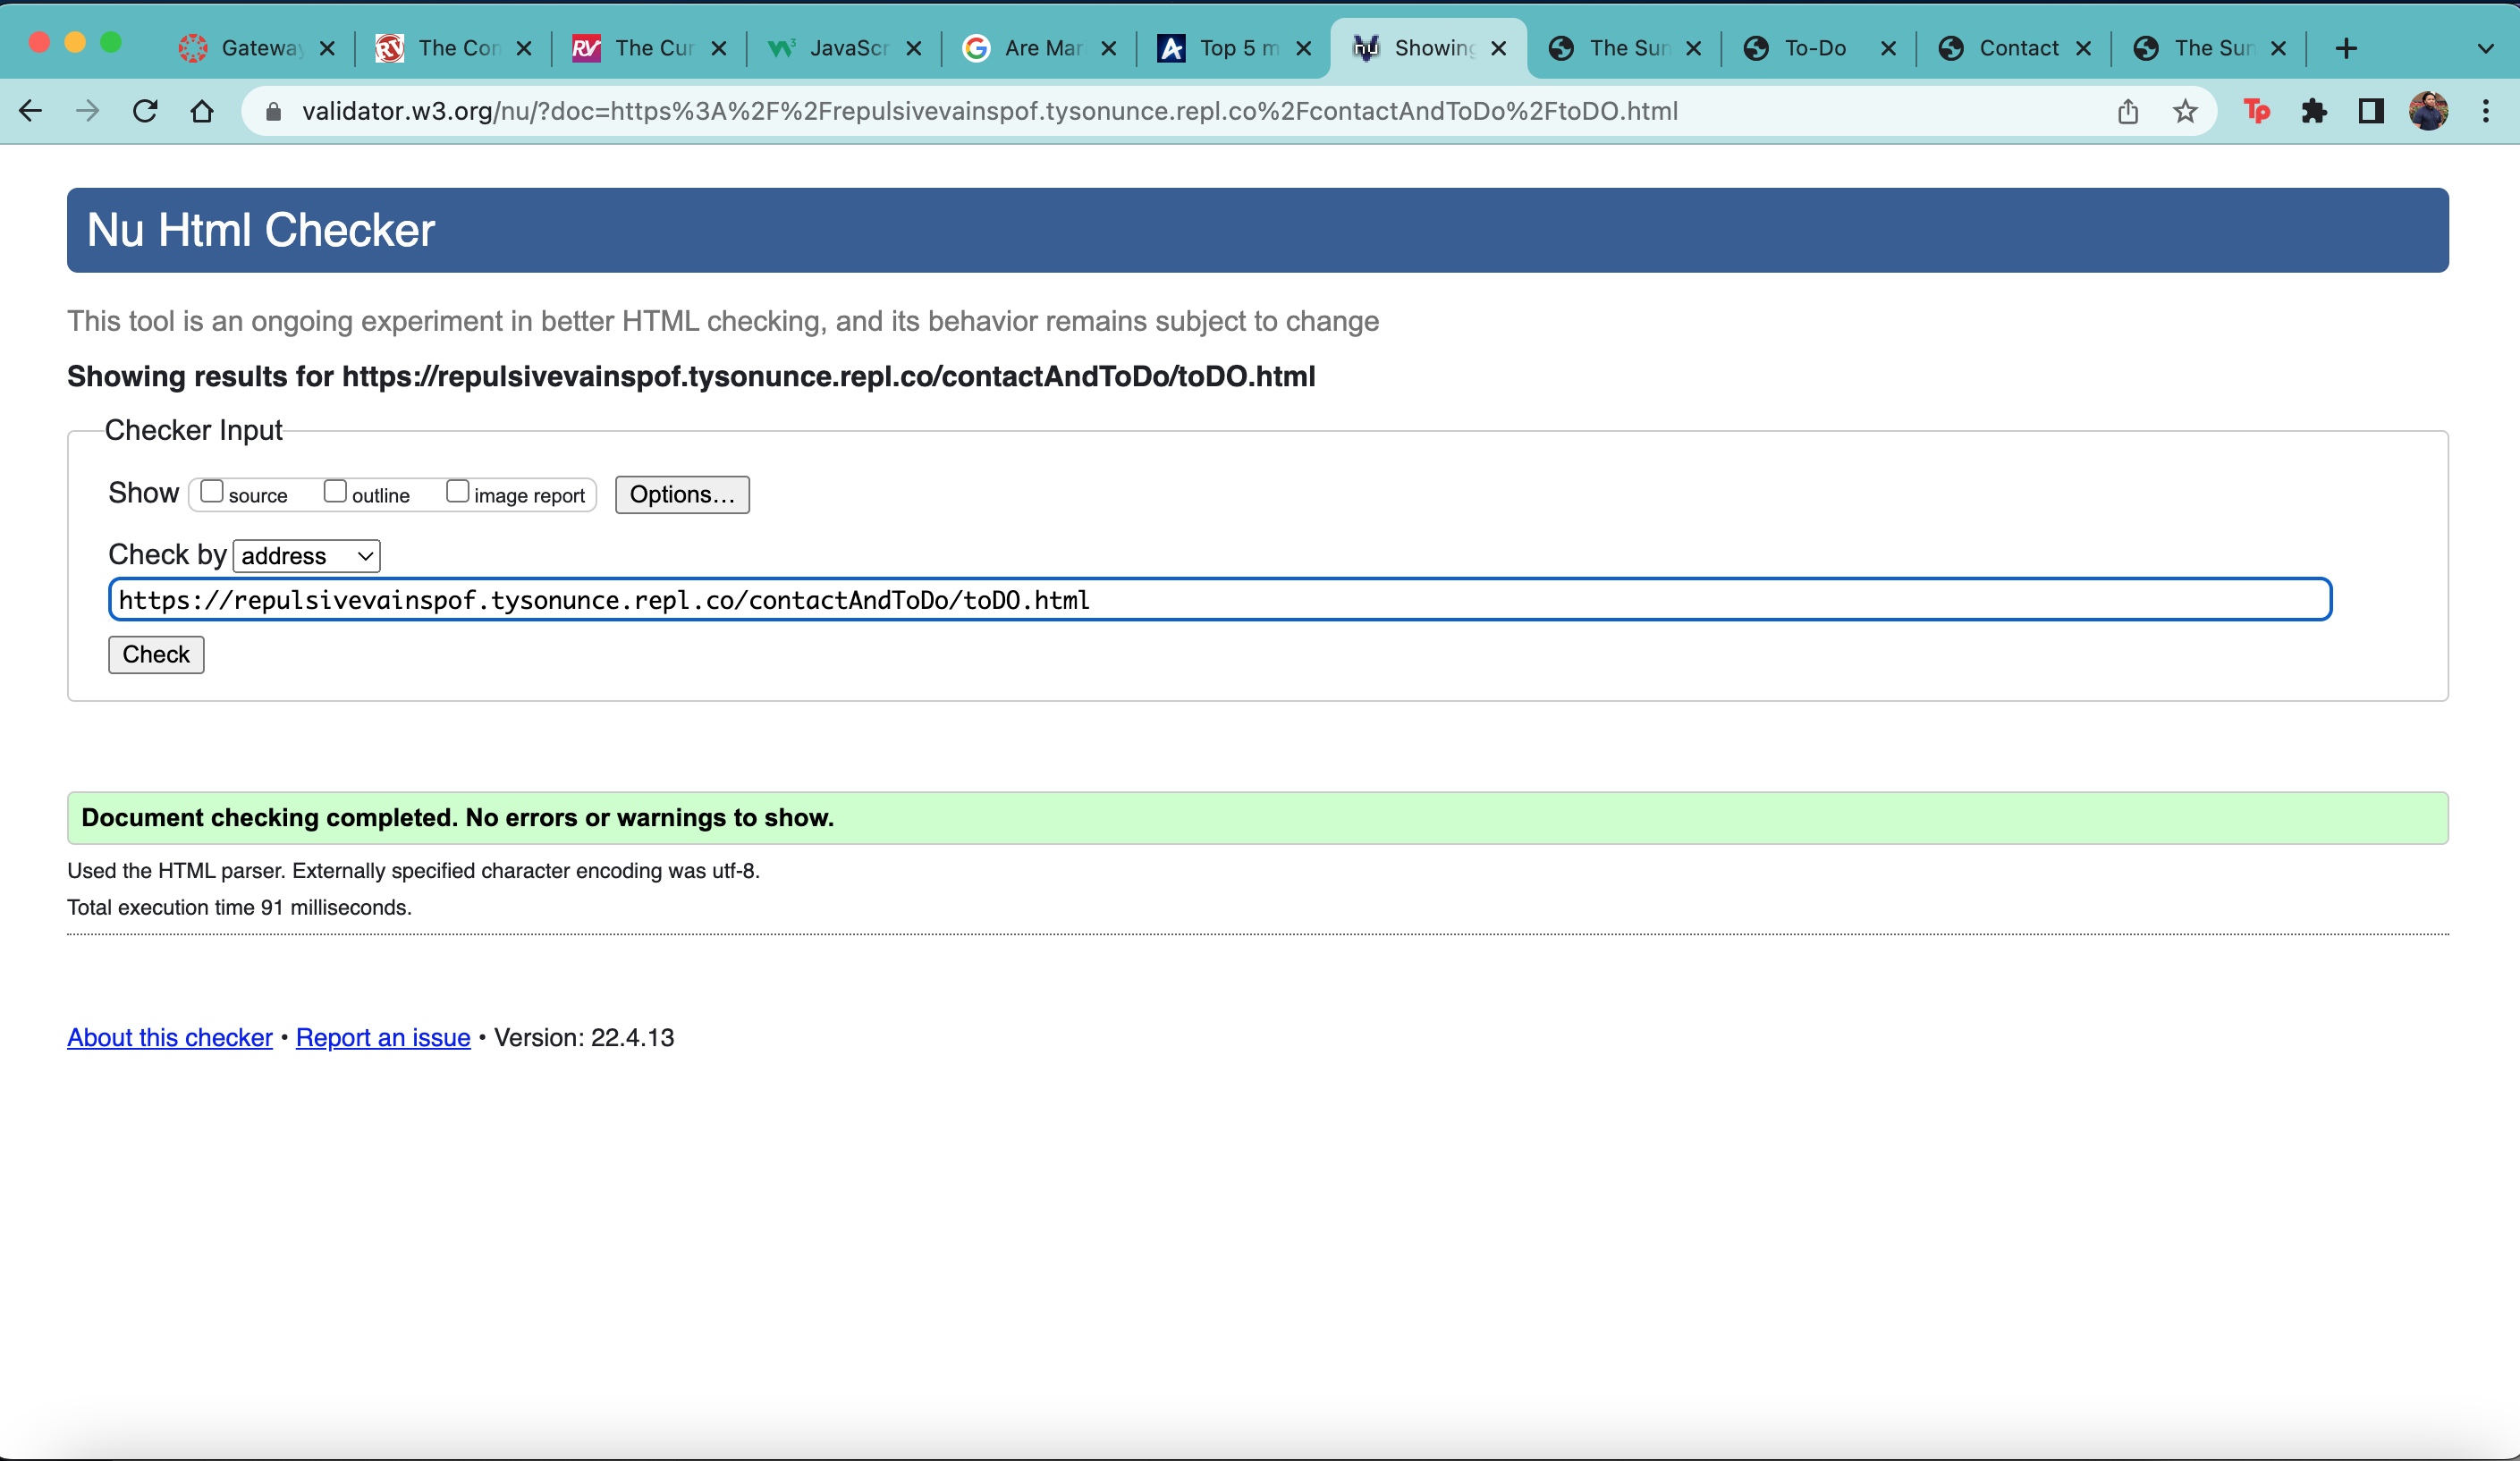 Gateway
The Con
The Cur
JavaScr
Are Mar
Top 5 m
Showing
The Sur
To-Do
Contact
The Sur
validator.w3.org/nu/?doc=https%3A%2F%2Frepulsivevainspof.tysonunce.repl.co%2FcontactAndToDo%2FtoDO.html
Tp
Nu Html Checker
This tool is an ongoing experiment in better HTML checking, and its behavior remains subject to change
Showing results for https://repulsivevainspof.tysonunce.repl.co/contactAndToDo/toDO.html
Checker Input
Show source outline image report Options...
Check by address
https://repulsivevainspof.tysonunce.repl.co/contactAndToDo/toDO.html
Check
Document checking completed. No errors or warnings to show.
Used the HTML parser. Externally specified character encoding was utf-8.
Total execution time 91 milliseconds.
About this checker • Report an issue • Version: 22.4.13